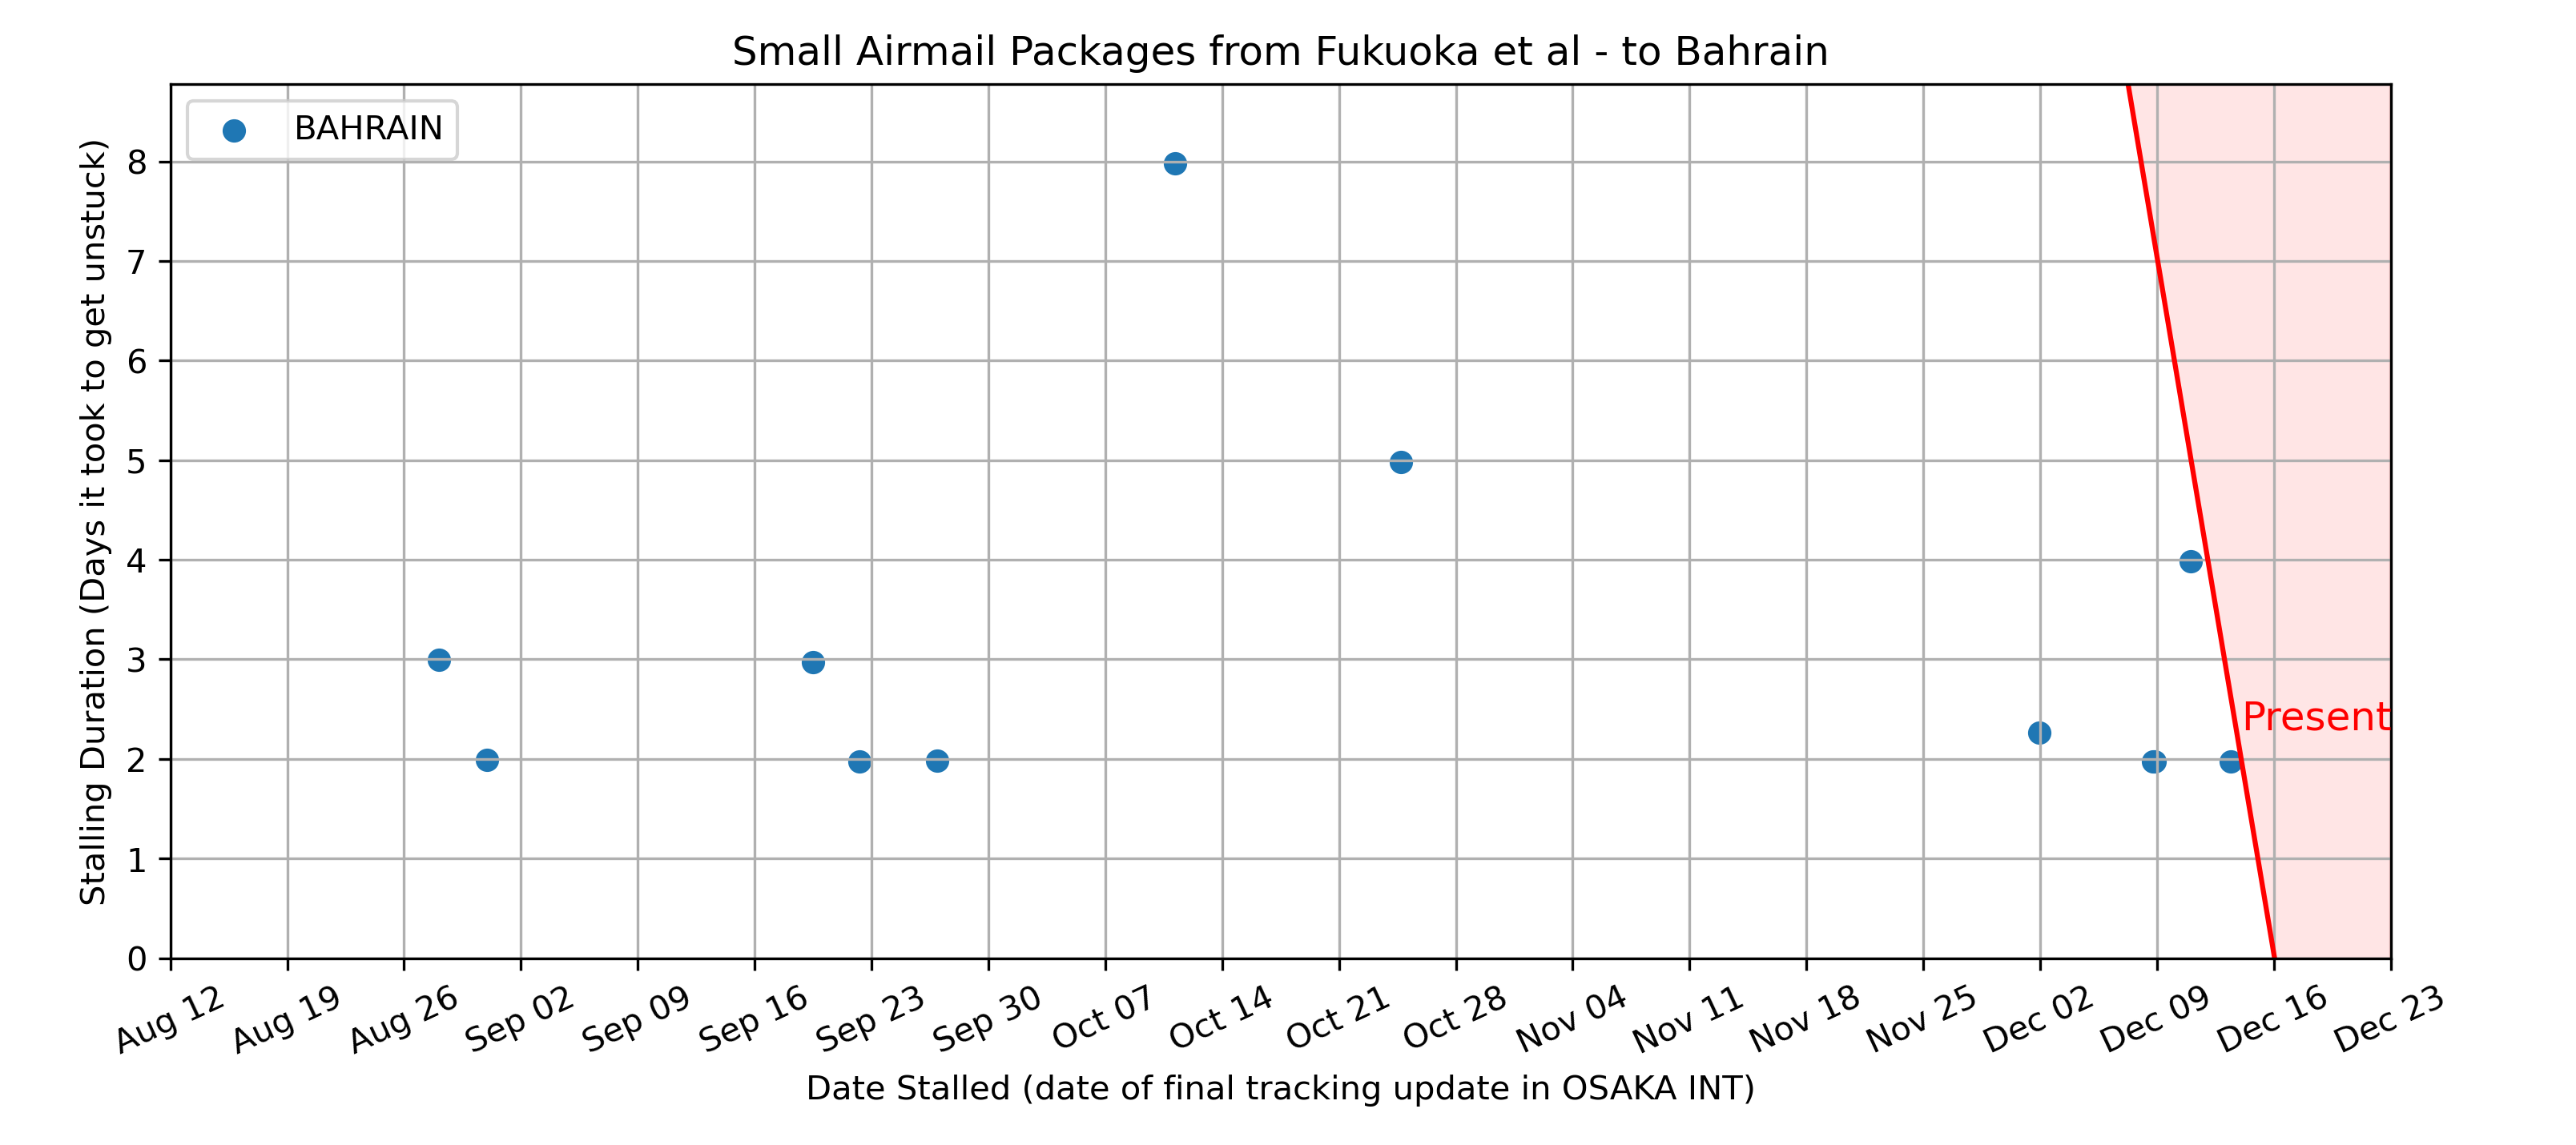 Small Airmail Packages from Fukuoka et al - to Bahrain
BAHRAIN
Stalling Duration (Days it took to get unstuck)
8
7
6
5
4
3
2
1
0
Present
Aug 12
Aug 19
Aug 26
Sep 02
Sep 09
Sep 16
Sep 23
Sep 30
Oct 07
Oct 14
Oct 21
Oct 28
Nov 04
Nov 11
Nov 18
Nov 25
Dec 02
Dec 09
Dec 16
Dec 23
Date Stalled (date of final tracking update in OSAKA INT)